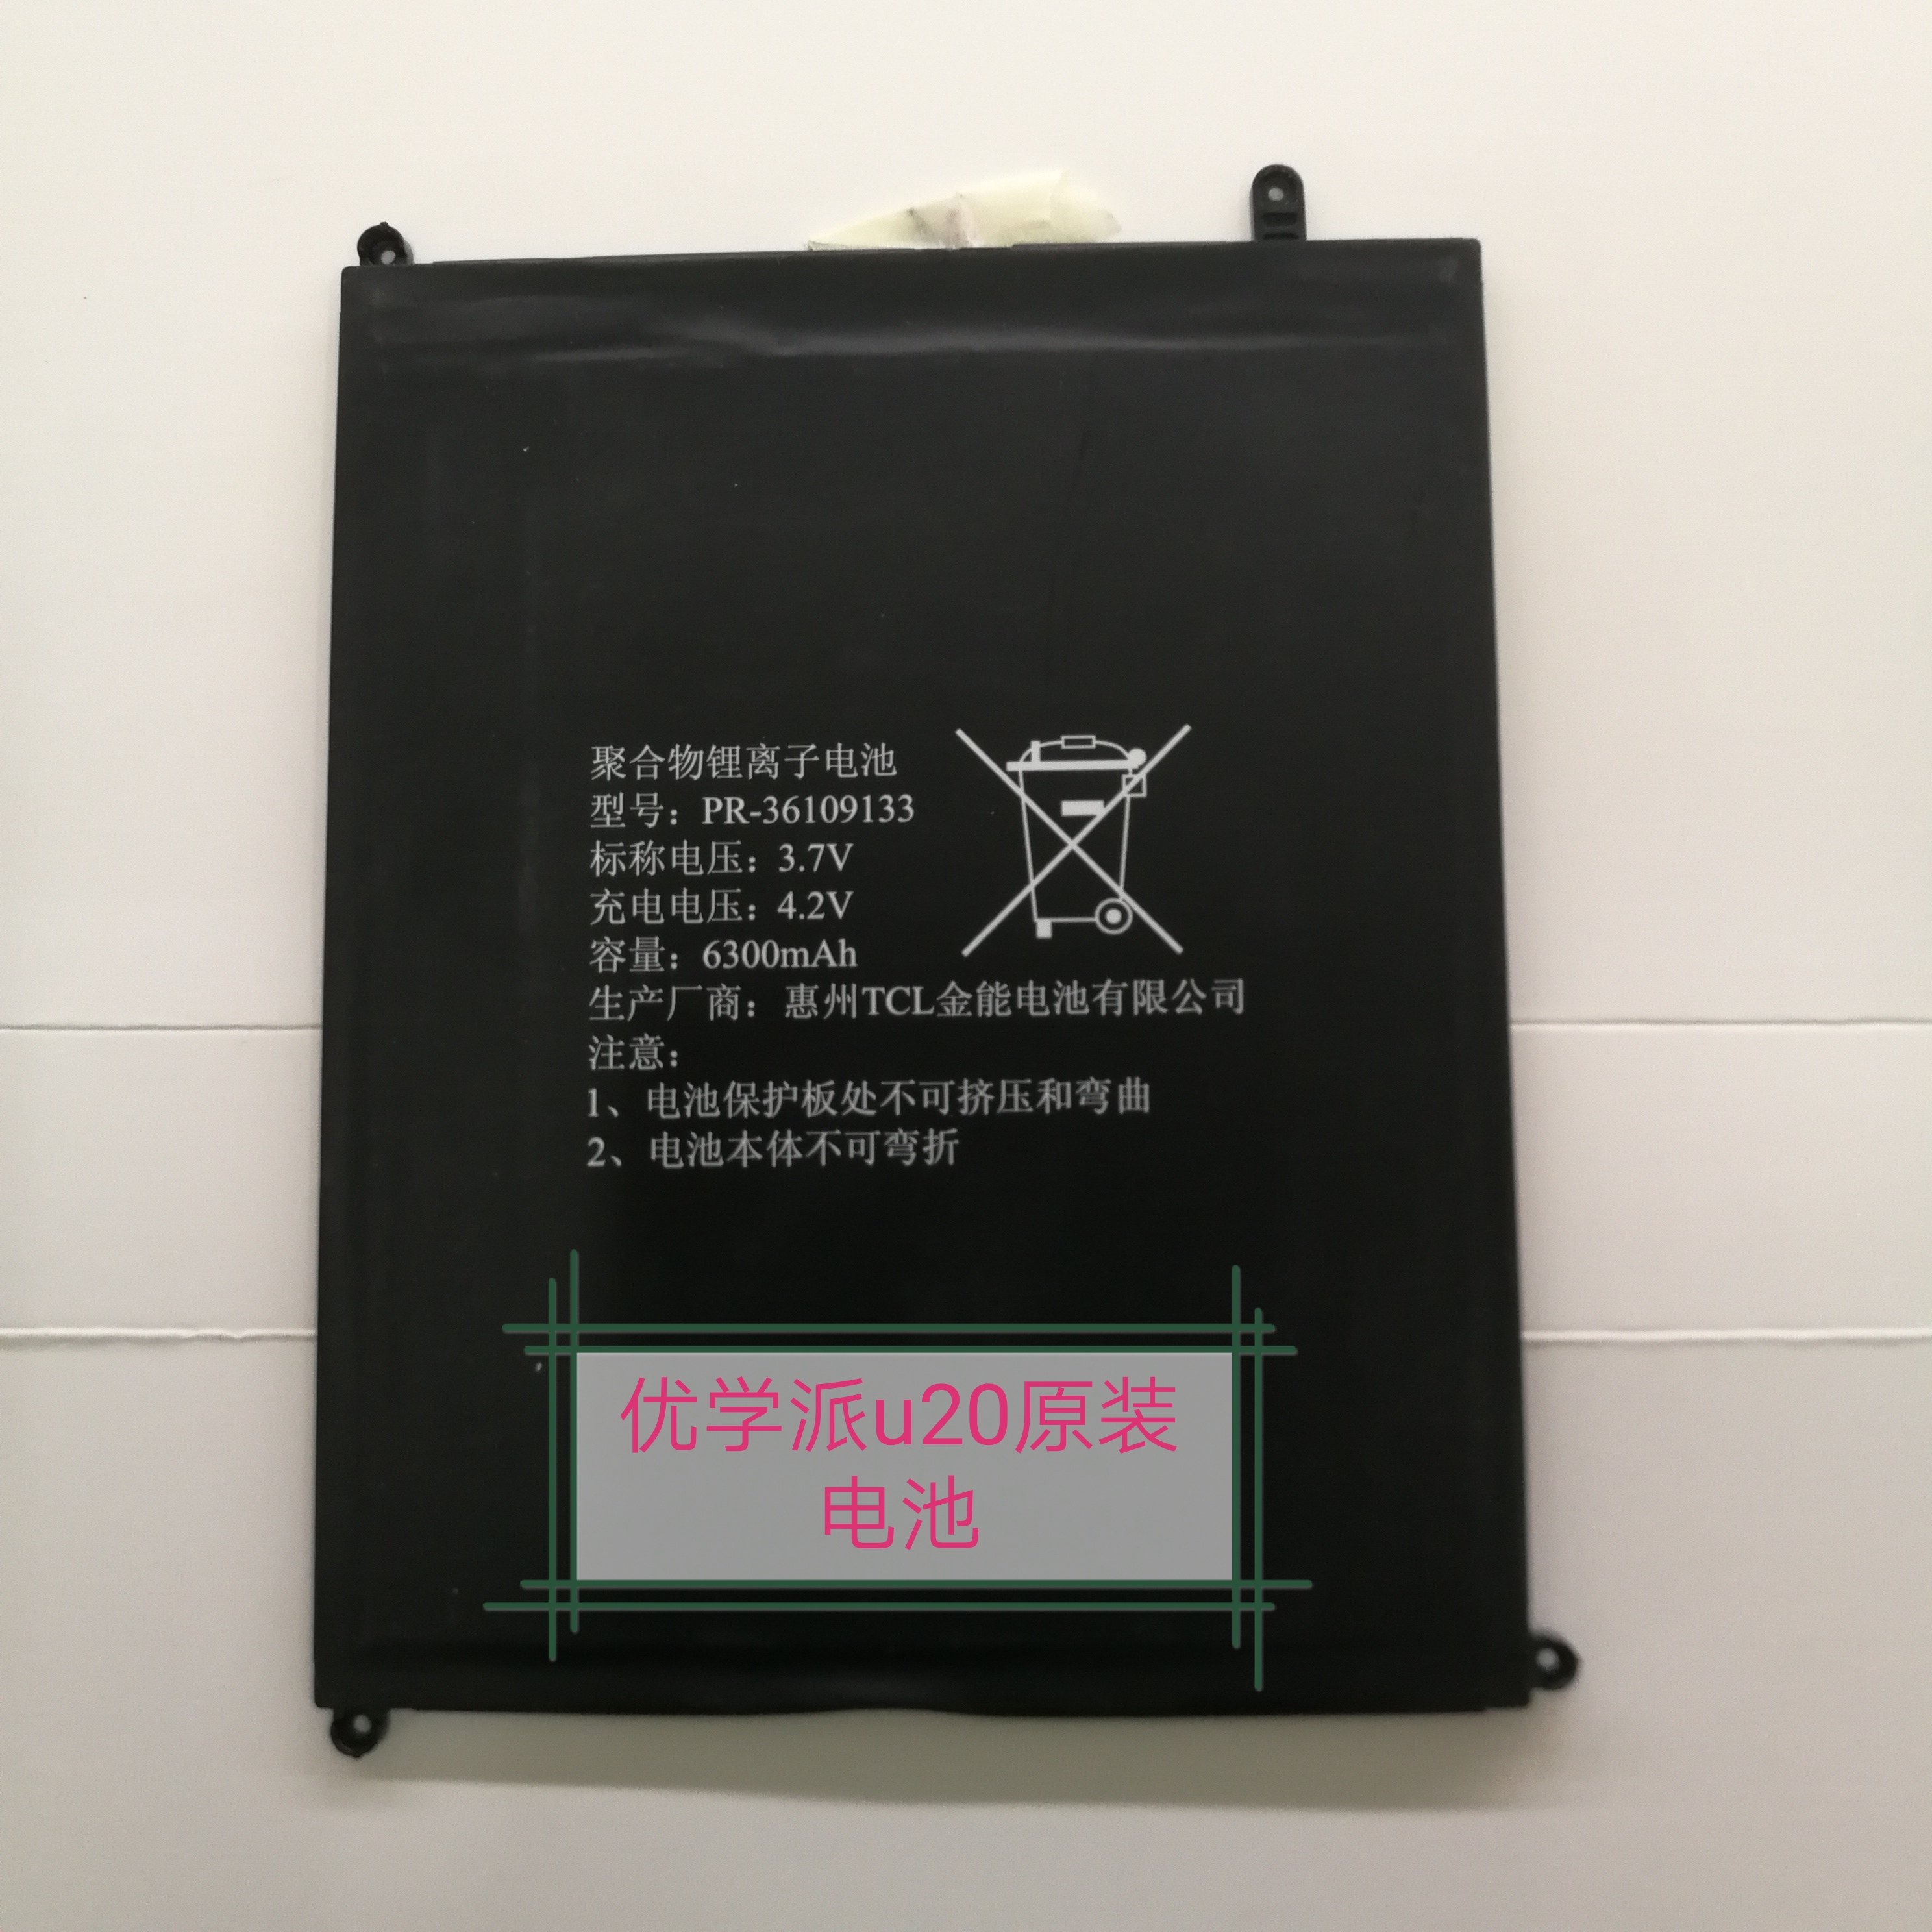 聚合物锂离子电池
型号：PR-36109133
标称电压：3.7V
充电电压：4.2V
容量：6300mAh
生产厂商：惠州TCL金能电池有限公司
注意：
1、电池保护板处不可挤压和弯曲
2、电池本体不可弯折
优学派u20原装
电池